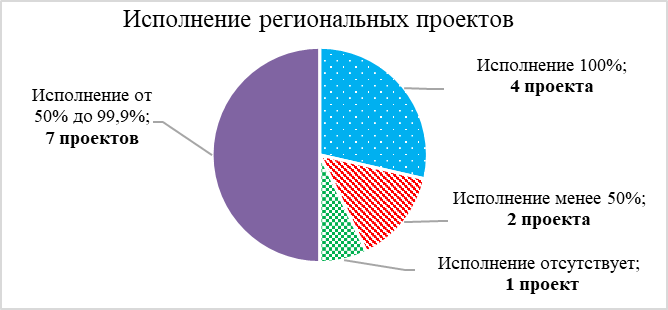 Исполнение региональных проектов
Исполнение 100%;
4 проекта
Исполнение от
50% до 99,9%;
7 проектов
Исполнение менее 50%;
2 проекта
Исполнение отсутствует;
1 проект